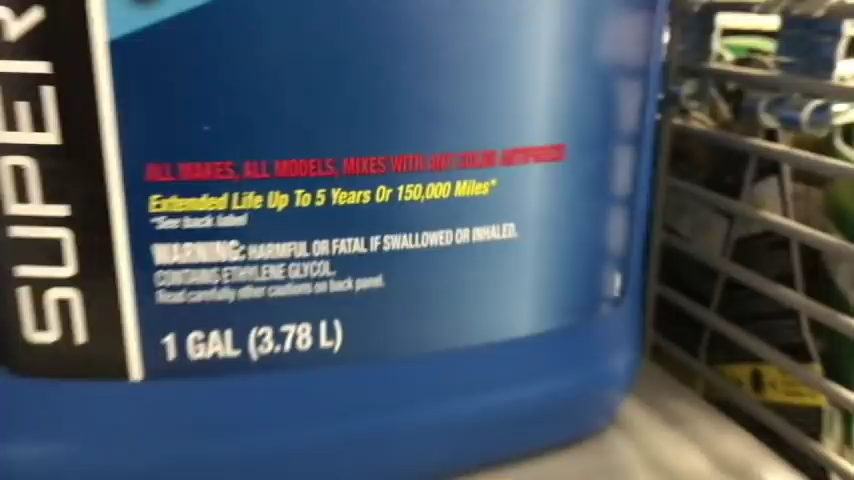 SUPER
ALL MAKES, ALL MODELS, MIXES WITH ANY COLOR ANTIFREEZE
Extended Life Up To 5 Years Or 150,000 Miles*
*See back label
WARNING: HARMFUL OR FATAL IF SWALLOWED OR INHALED.
CONTAINS ETHYLENE GLYCOL.
Read carefully other cautions on back panel.
1 GAL (3.78 L)